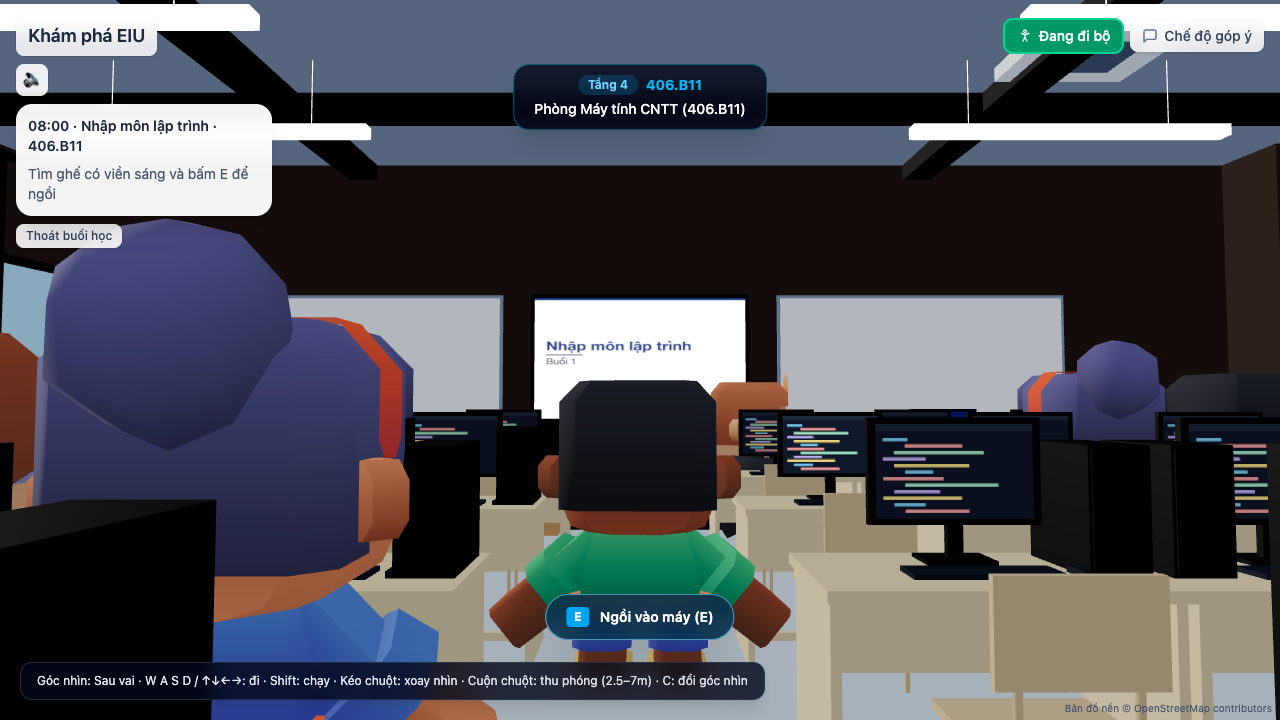 Khám phá EIU
Đang đi bộ
Chế độ góp ý
Tầng 4
406.B11
Phòng Máy tính CNTT (406.B11)
08:00 · Nhập môn lập trình ·
406.B11
Tìm ghế có viền sáng và bấm E để
ngồi
Thoát buổi học
Nhập môn lập trình
Buổi 1
E
Ngồi vào máy (E)
Góc nhìn: Sau vai · W A S D / ↑↓←→: đi · Shift: chạy · Kéo chuột: xoay nhìn · Cuộn chuột: thu phóng (2.5–7m) · C: đổi góc nhìn
Bản đồ nền © OpenStreetMap contributors